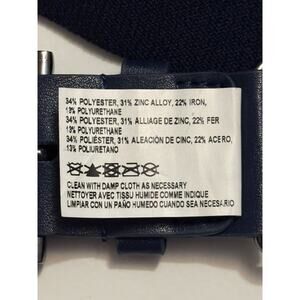 34% POLYESTER, 31% ZINC ALLOY, 22% IRON,
13% POLYURETHANE
34% POLYESTER, 31% ALLIAGE DE ZINC, 22% FER
13% POLYURETHANE
34% POLIÉSTER, 31% ALEACIÓN DE CINC, 22% ACERO,
13% POLIURETANO
CLEAN WITH DAMP CLOTH AS NECESSARY
NETTOYER AVEC TISSU HUMIDE COMME INDIQUE
LIMPIAR CON UN PAÑO HUMEDO CUANDO SEA NECESARIO